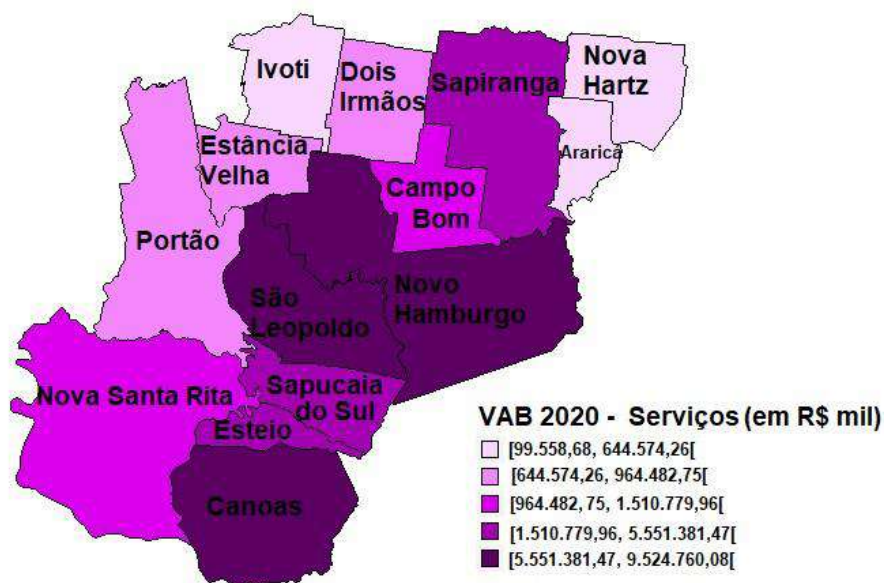 Ivoti
Dois
Irmãos
Sapiranga
Nova
Hartz
Araricá
Estância
Velha
Campo
Bom
Portão
São
Leopoldo
Novo
Hamburgo
Nova Santa Rita
Sapucaia
do Sul
Esteio
Canoas
VAB 2020 - Serviços (em R$ mil)
[99.558,68, 644.574,26[
[644.574,26, 964.482,75[
[964.482,75, 1.510.779,96[
[1.510.779,96, 5.551.381,47[
[5.551.381,47, 9.524.760,08[